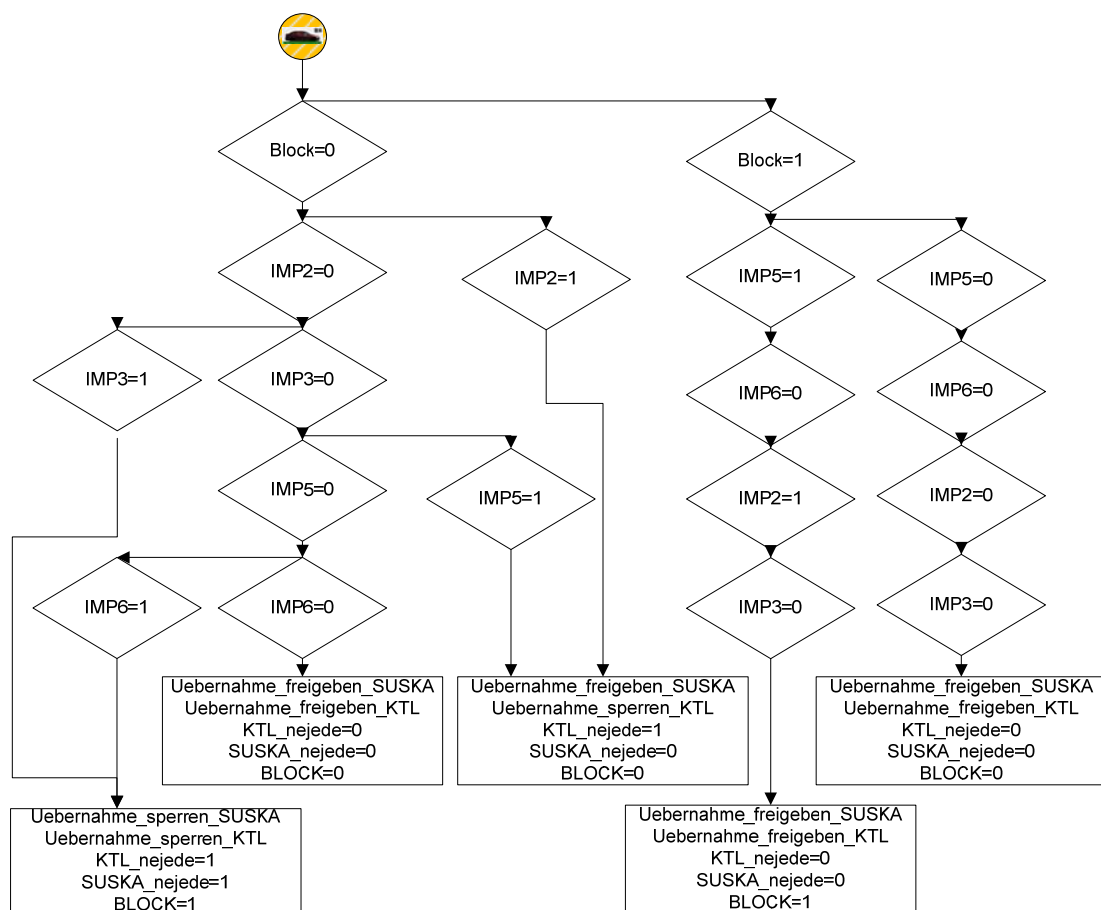 Block=0
Block=1
IMP2=0
IMP2=1
IMP5=1
IMP5=0
IMP3=1
IMP3=0
IMP6=0
IMP6=0
IMP5=0
IMP5=1
IMP2=1
IMP2=0
IMP6=1
IMP6=0
IMP3=0
IMP3=0
Uebernahme_freigeben_SUSKA
Uebernahme_freigeben_KTL
KTL_nejede=0
SUSKA_nejede=0
BLOCK=0
Uebernahme_freigeben_SUSKA
Uebernahme_sperren_KTL
KTL_nejede=1
SUSKA_nejede=0
BLOCK=0
Uebernahme_freigeben_SUSKA
Uebernahme_freigeben_KTL
KTL_nejede=0
SUSKA_nejede=0
BLOCK=0
Uebernahme_sperren_SUSKA
Uebernahme_sperren_KTL
KTL_nejede=1
SUSKA_nejede=1
BLOCK=1
Uebernahme_freigeben_SUSKA
Uebernahme_freigeben_KTL
KTL_nejede=0
SUSKA_nejede=0
BLOCK=1